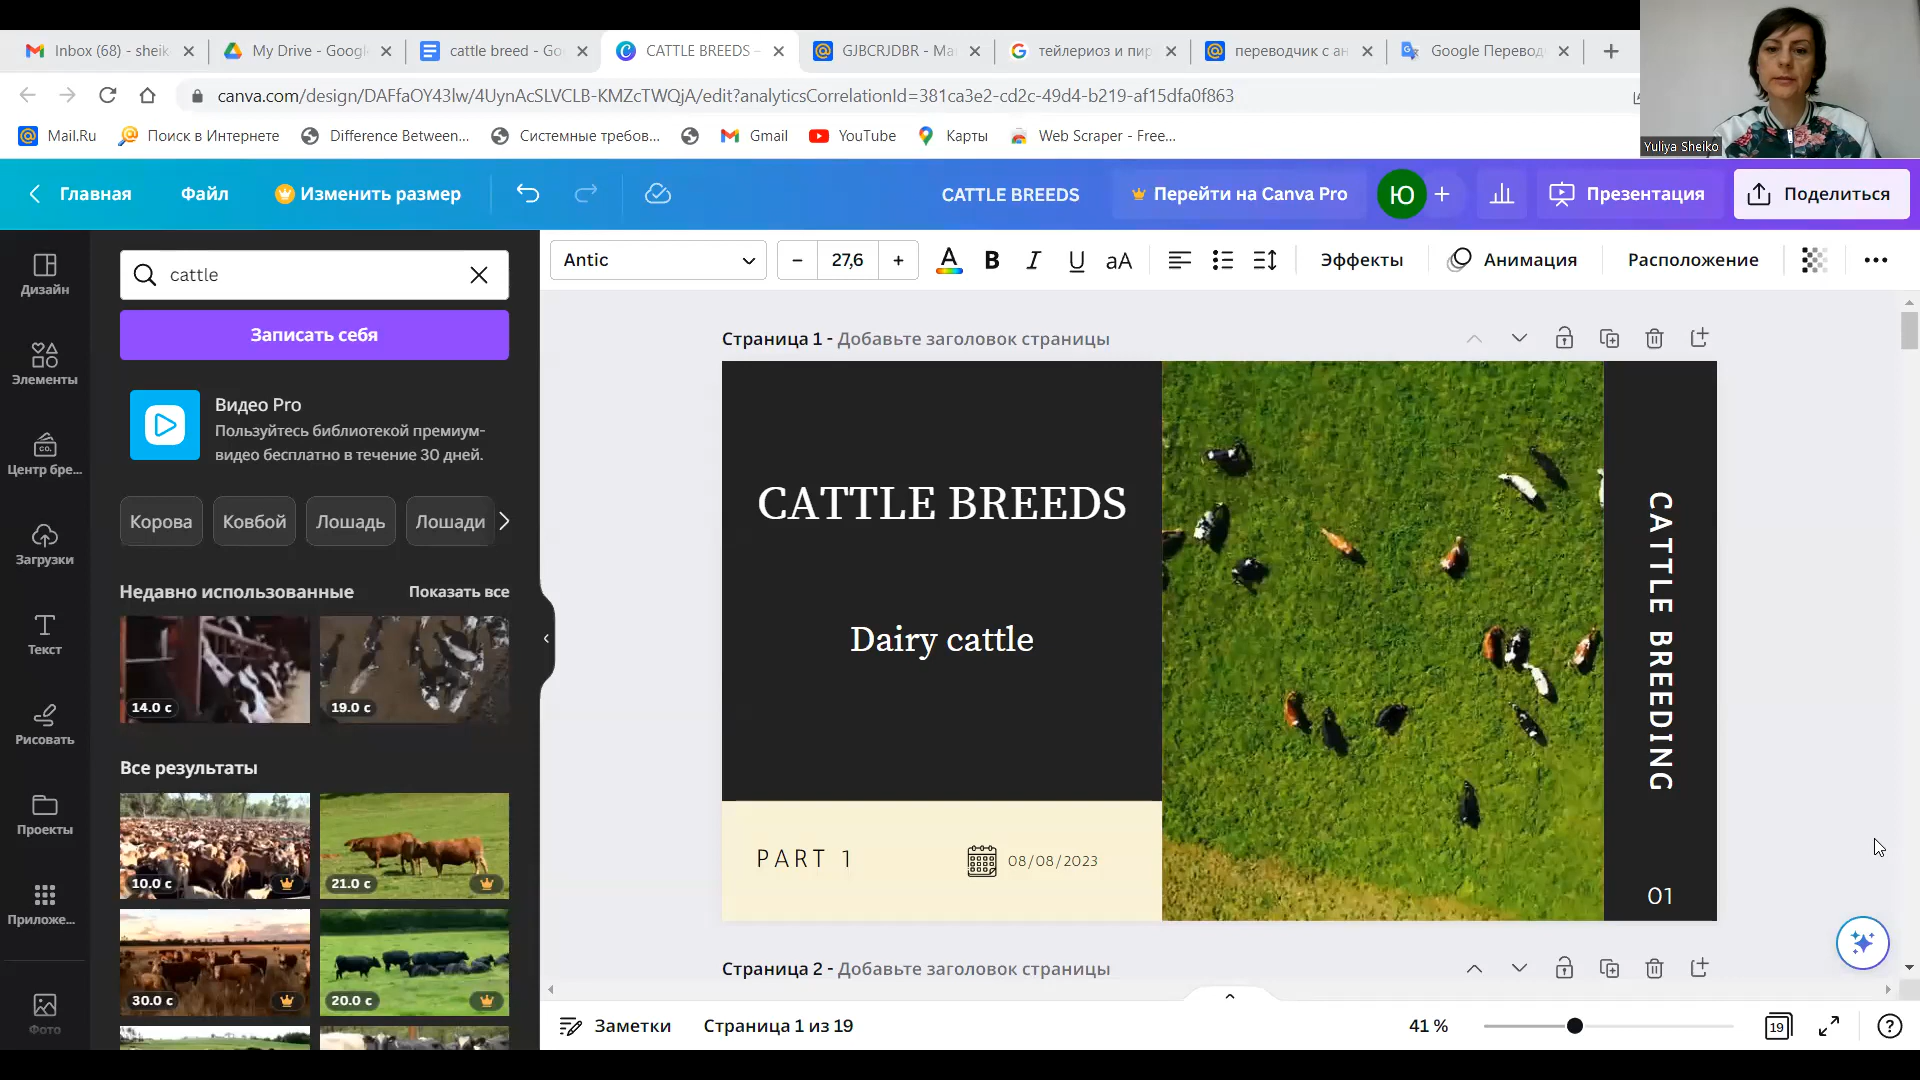 Inbox (68) - sheik
My Drive - Googl
cattle breed - Go
CATTLE BREEDS -
GJBCRJDBR - Ma
тейлериоз и пир
переводчик с ан
Google Перевод
canva.com/design/DAFfaOY43lw/4UynAcSLVCLB-KMZcTWQjA/edit?analyticsCorrelationId=381ca3e2-cd2c-49d4-b219-af15dfa0f863
Yuliya Sheiko
Mail.Ru
Поиск в Интернете
Difference Between...
Системные требов...
Gmail
YouTube
Карты
Web Scraper - Free...
Главная
Файл
Изменить размер
CATTLE BREEDS
Перейти на Canva Pro
Ю
Презентация
Поделиться
Antic
27,6
A
B
I
U
aA
Эффекты
Анимация
Расположение
Дизайн
Элементы
Центр бре...
Загрузки
Текст
Рисовать
Проекты
Приложе...
Фото
cattle
Записать себя
Видео Pro
Пользуйтесь библиотекой премиум-
видео бесплатно в течение 30 дней.
Корова
Ковбой
Лошадь
Лошади
Недавно использованные
Показать все
14.0 с
19.0 с
Все результаты
10.0 с
21.0 с
30.0 с
20.0 с
Страница 1 - Добавьте заголовок страницы
CATTLE BREEDS
Dairy cattle
PART 1
08/08/2023
CATTLE BREEDING
01
Страница 2 - Добавьте заголовок страницы
Заметки
Страница 1 из 19
41 %
19